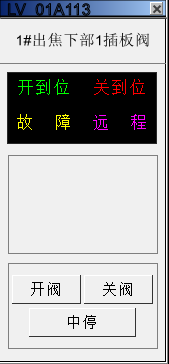 LV_01A113
1#出焦下部1插板阀
开到位 关到位
故 障 远 程
开阀 关阀
中停